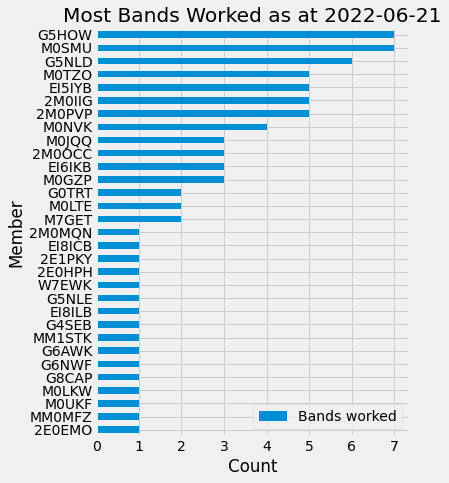 Most Bands Worked as at 2022-06-21
G5HOW
M0SMU
G5NLD
M0TZO
EI5IYB
2M0IIG
2M0PVP
M0NVK
M0JQQ
2M0OCC
EI6IKB
M0GZP
G0TRT
M0LTE
M7GET
2M0MQN
EI8ICB
2E1PKY
2E0HPH
W7EWK
G5NLE
EI8ILB
G4SEB
MM1STK
G6AWK
G6NWF
G8CAP
M0LKW
M0UKF
MM0MFZ
2E0EMO
Member
Bands worked
0 1 2 3 4 5 6 7
Count